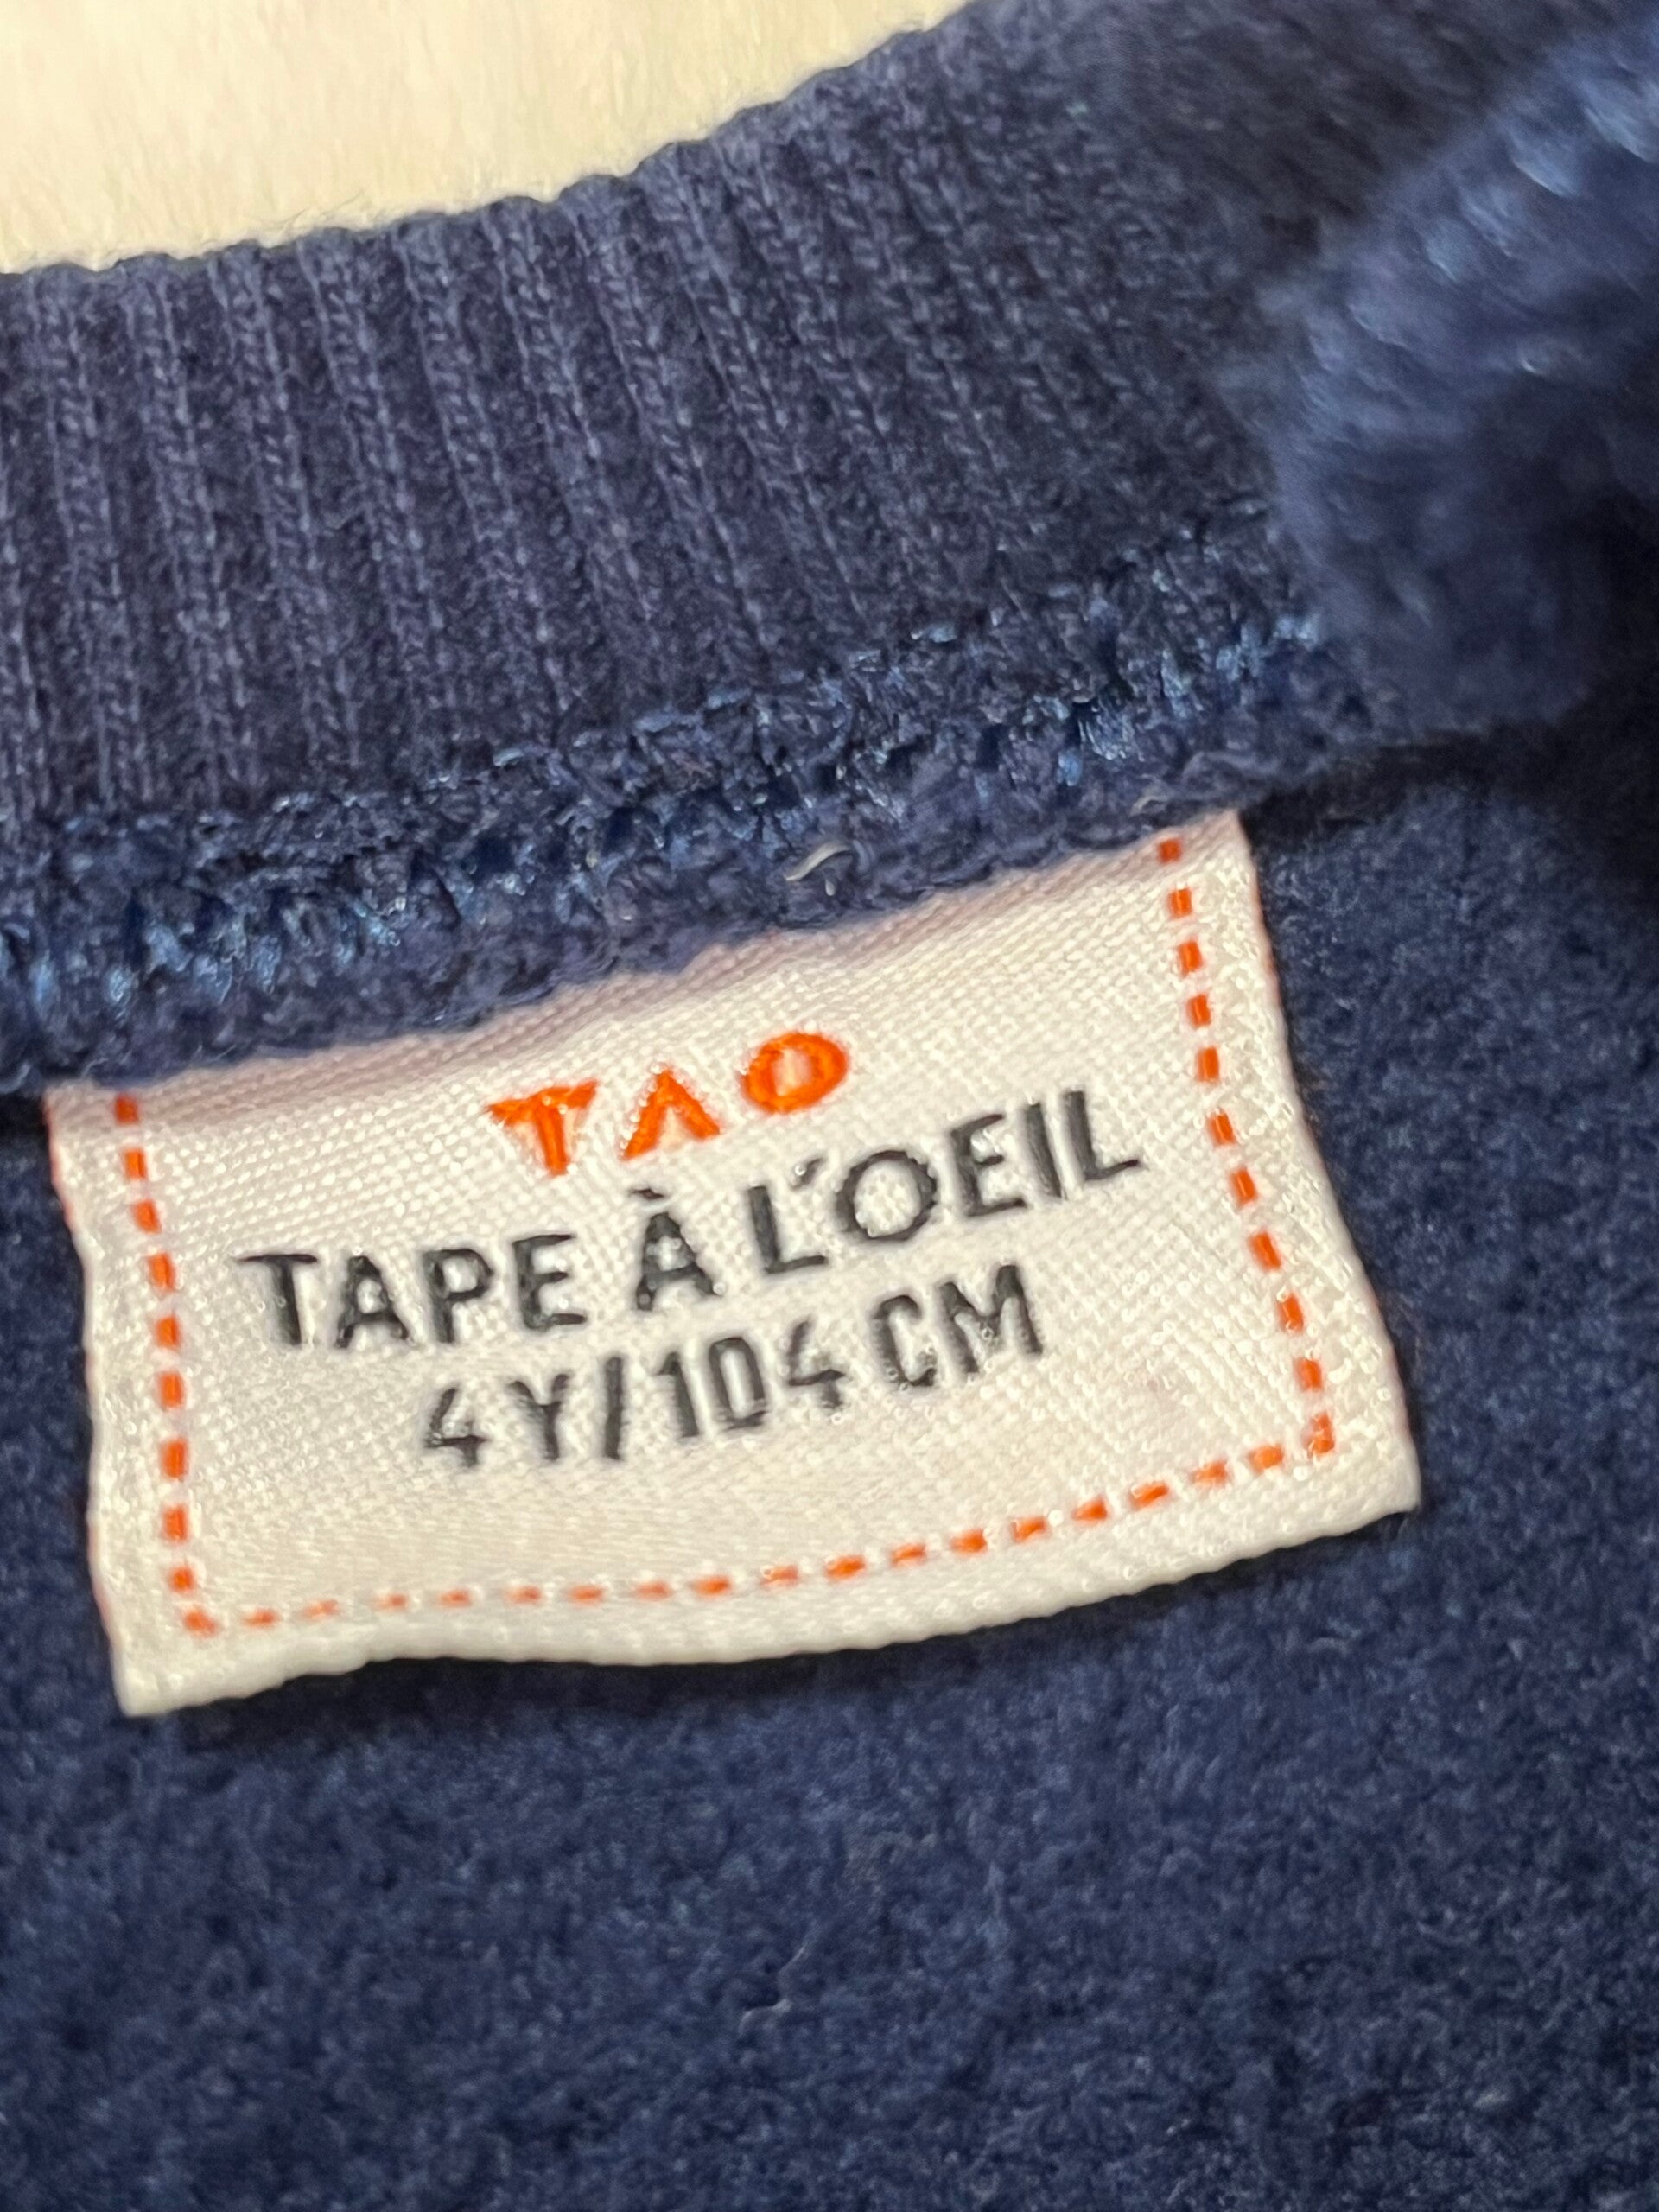 TAO
TAPE À L'OEIL
4Y/104 CM